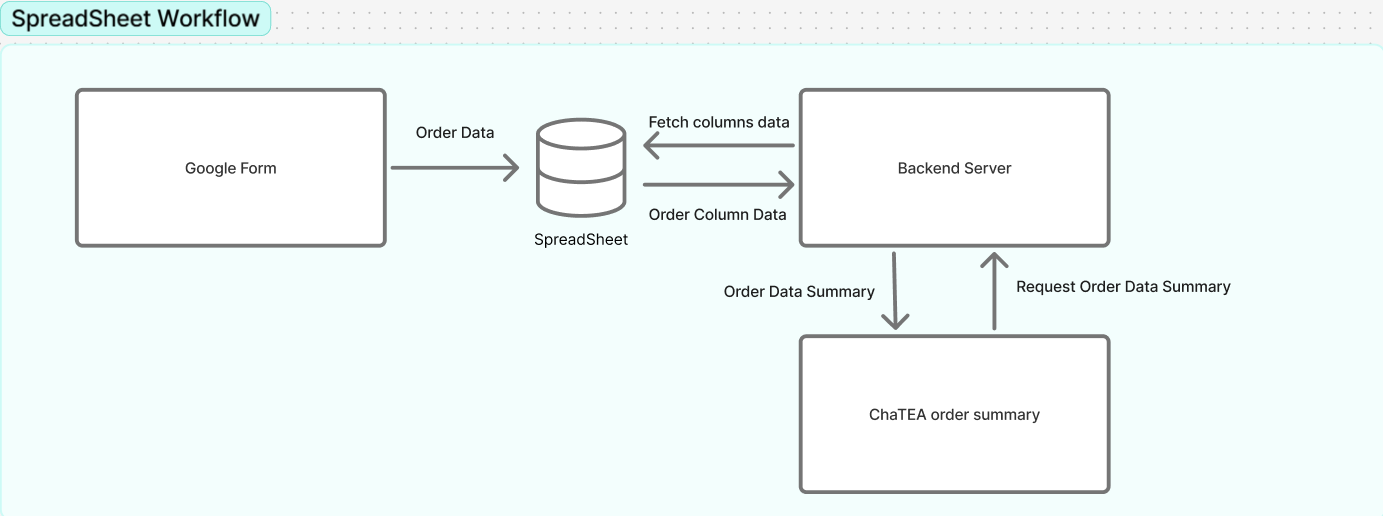 SpreadSheet Workflow
Google Form
Order Data
SpreadSheet
Fetch columns data
Order Column Data
Backend Server
Order Data Summary
Request Order Data Summary
ChaTEA order summary